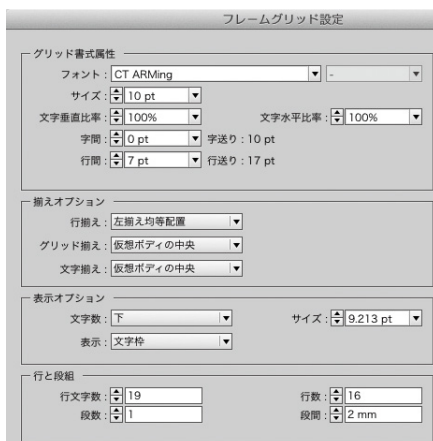 フレームグリッド設定
グリッド書式属性
フォント : CT ARMing -
サイズ : 10 pt
文字垂直比率 : 100% 文字水平比率 : 100%
字間 : 0 pt 字送り : 10 pt
行間 : 7 pt 行送り : 17 pt
揃えオプション
行揃え : 左揃え均等配置
グリッド揃え : 仮想ボディの中央
文字揃え : 仮想ボディの中央
表示オプション
文字数 : 下 サイズ : 9.213 pt
表示 : 文字枠
行と段組
行文字数 : 19 行数 : 16
段数 : 1 段間 : 2 mm